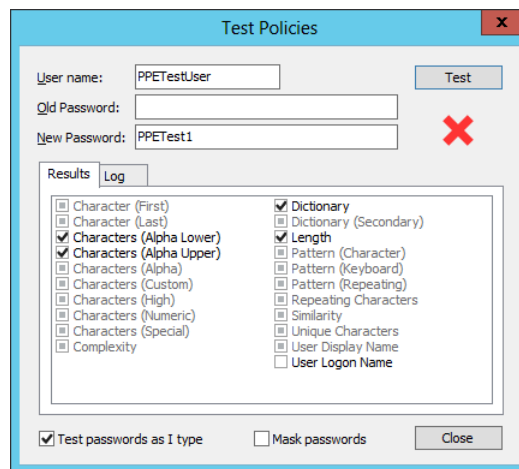 Test Policies
x
User name: PPETestUser Test
Old Password:
New Password: PPETest1
Results Log
Character (First)
Character (Last)
Characters (Alpha Lower)
Characters (Alpha Upper)
Characters (Alpha)
Characters (Custom)
Characters (High)
Characters (Numeric)
Characters (Special)
Complexity
Dictionary
Dictionary (Secondary)
Length
Pattern (Character)
Pattern (Keyboard)
Pattern (Repeating)
Repeating Characters
Similarity
Unique Characters
User Display Name
User Logon Name
Test passwords as I type Mask passwords Close